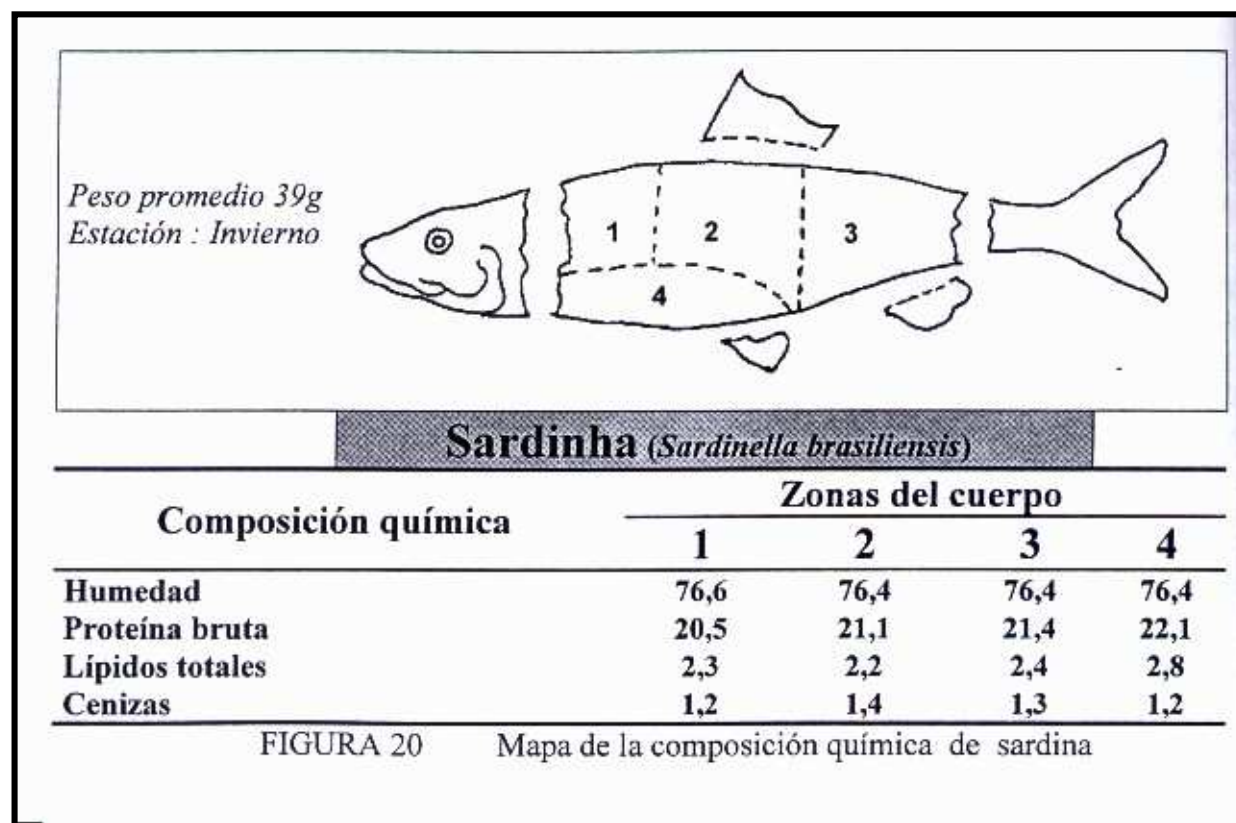 Peso promedio 39g
Estación : Invierno
1 2 3
4
Sardinha (Sardinella brasiliensis)
Composición química Zonas del cuerpo
1 2 3 4
Humedad 76,6 76,4 76,4 76,4
Proteína bruta 20,5 21,1 21,4 22,1
Lípidos totales 2,3 2,2 2,4 2,8
Cenizas 1,2 1,4 1,3 1,2
FIGURA 20 Mapa de la composición química de sardina